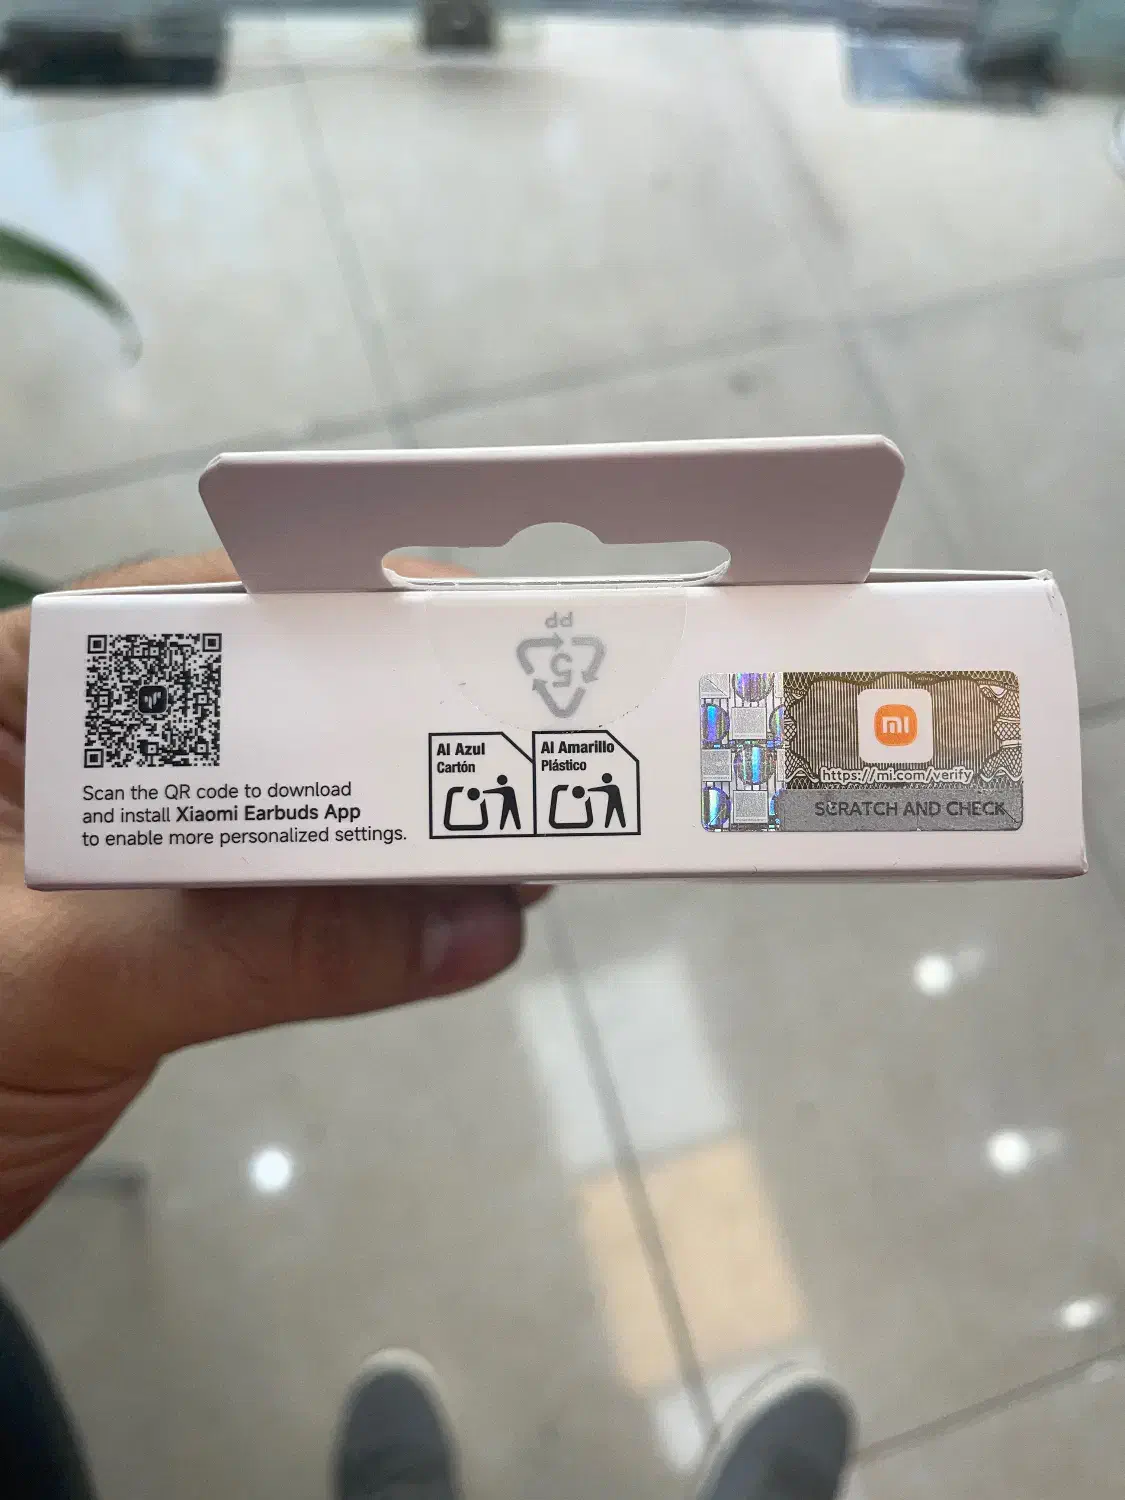 PP
5
Al Azul
Cartón
Al Amarillo
Plástico
Scan the QR code to download
and install Xiaomi Earbuds App
to enable more personalized settings.
mi
https://mi.com/verify
SCRATCH AND CHECK